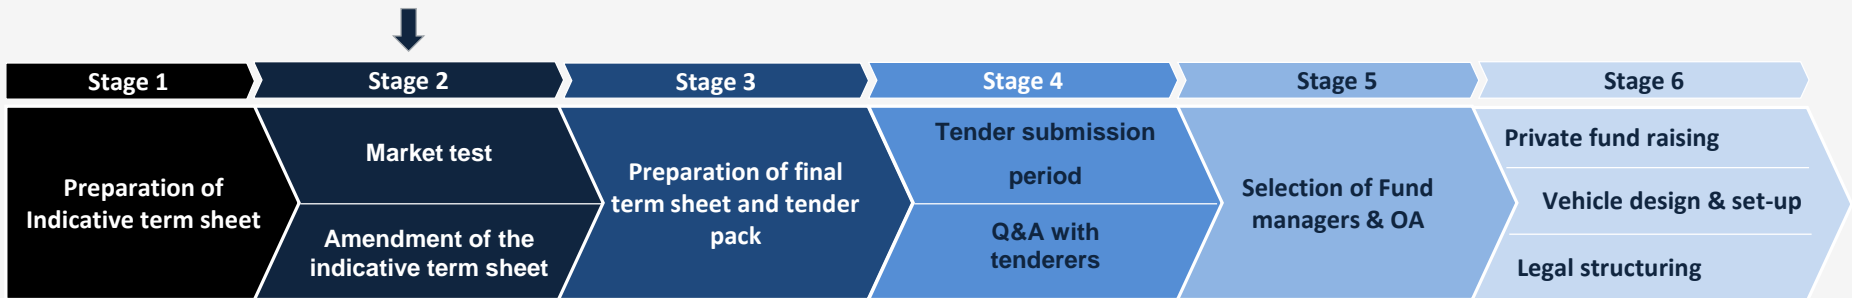 Stage 1
Stage 2
Stage 3
Stage 4
Stage 5
Stage 6
Preparation of
Indicative term sheet
Market test
Amendment of the
indicative term sheet
Preparation of final
term sheet and tender
pack
Tender submission
period
Q&A with
tenderers
Selection of Fund
managers & OA
Private fund raising
Vehicle design & set-up
Legal structuring